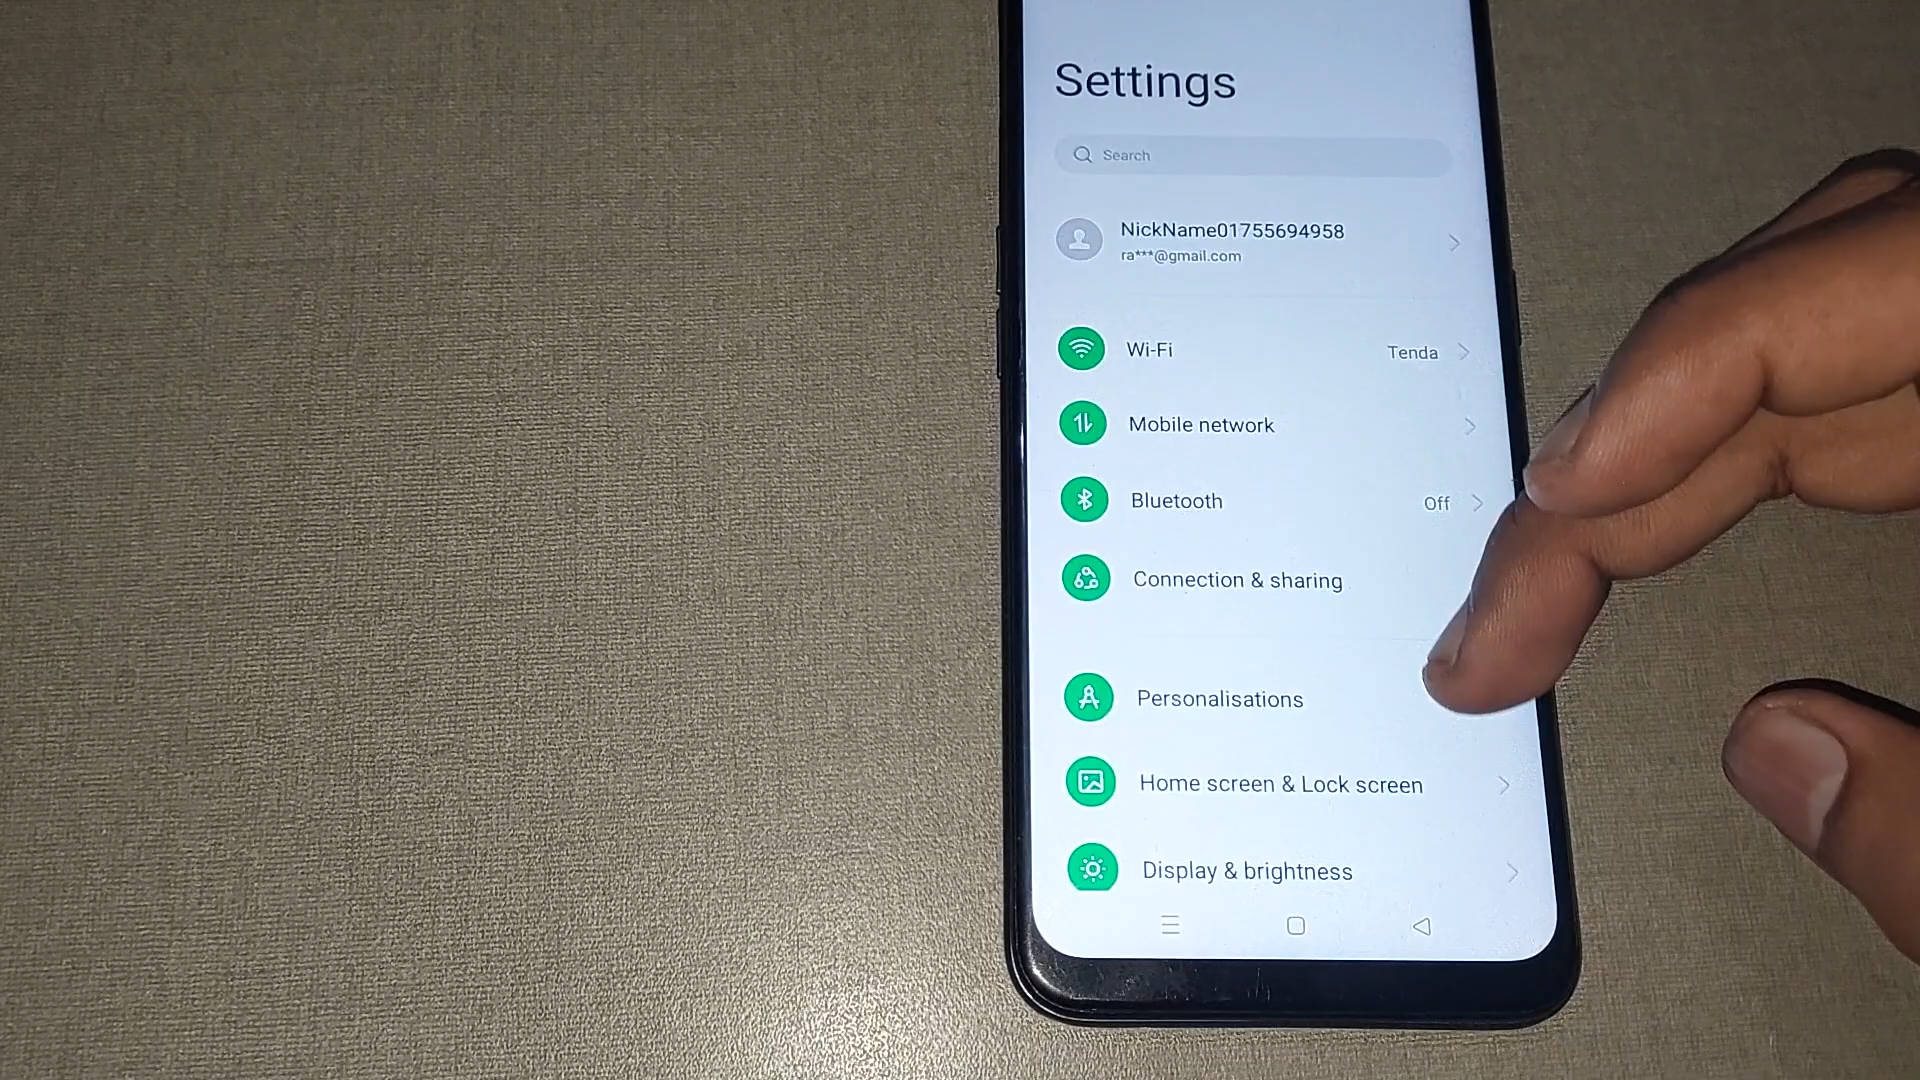 Settings
Search
NickName01755694958
ra***@gmail.com
Wi-Fi Tenda
Mobile network
Bluetooth Off
Connection & sharing
Personalisations
Home screen & Lock screen
Display & brightness